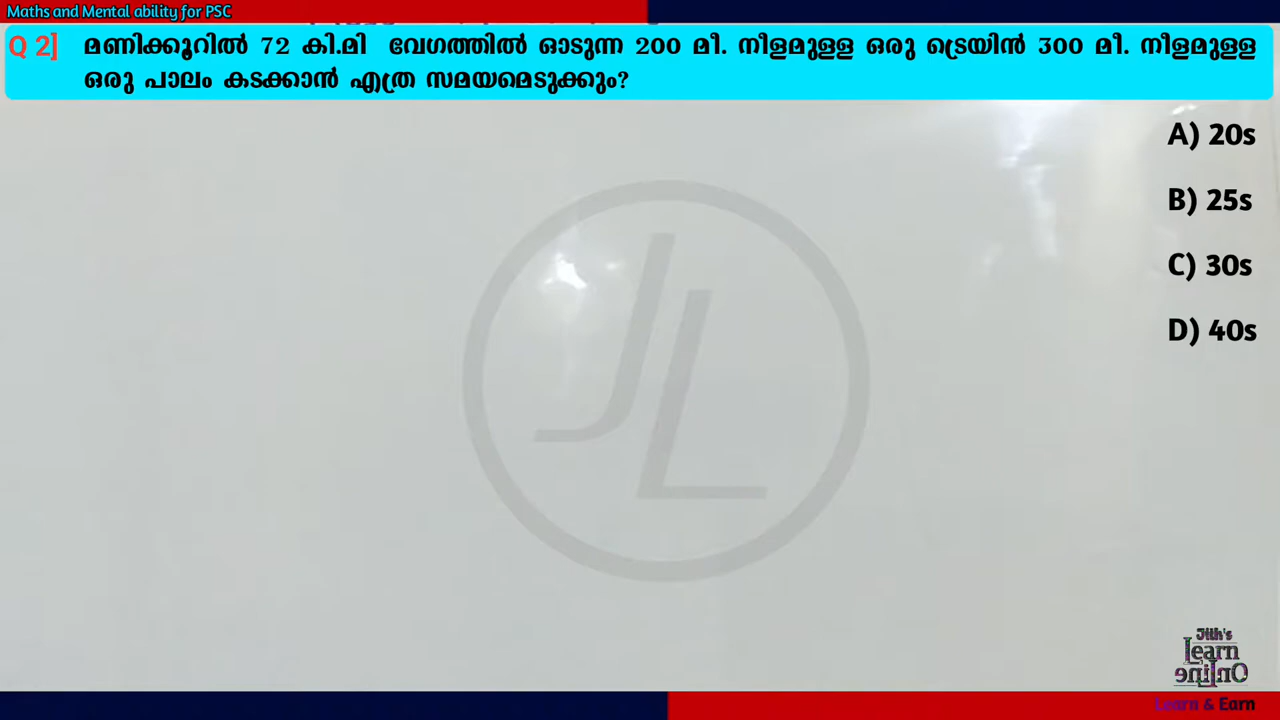 Maths and Mental ability for PSC
Q 2] മണിക്കൂറിൽ 72 കി.മി വേഗത്തിൽ ഓടുന്ന 200 മീ. നീളമുള്ള ഒരു ട്രെയിൻ 300 മീ. നീളമുള്ള
ഒരു പാലം കടക്കാൻ എത്ര സമയമെടുക്കും?
A) 20s
B) 25s
C) 30s
D) 40s
JL
Jith's
Learn
OnLine
Learn & Earn